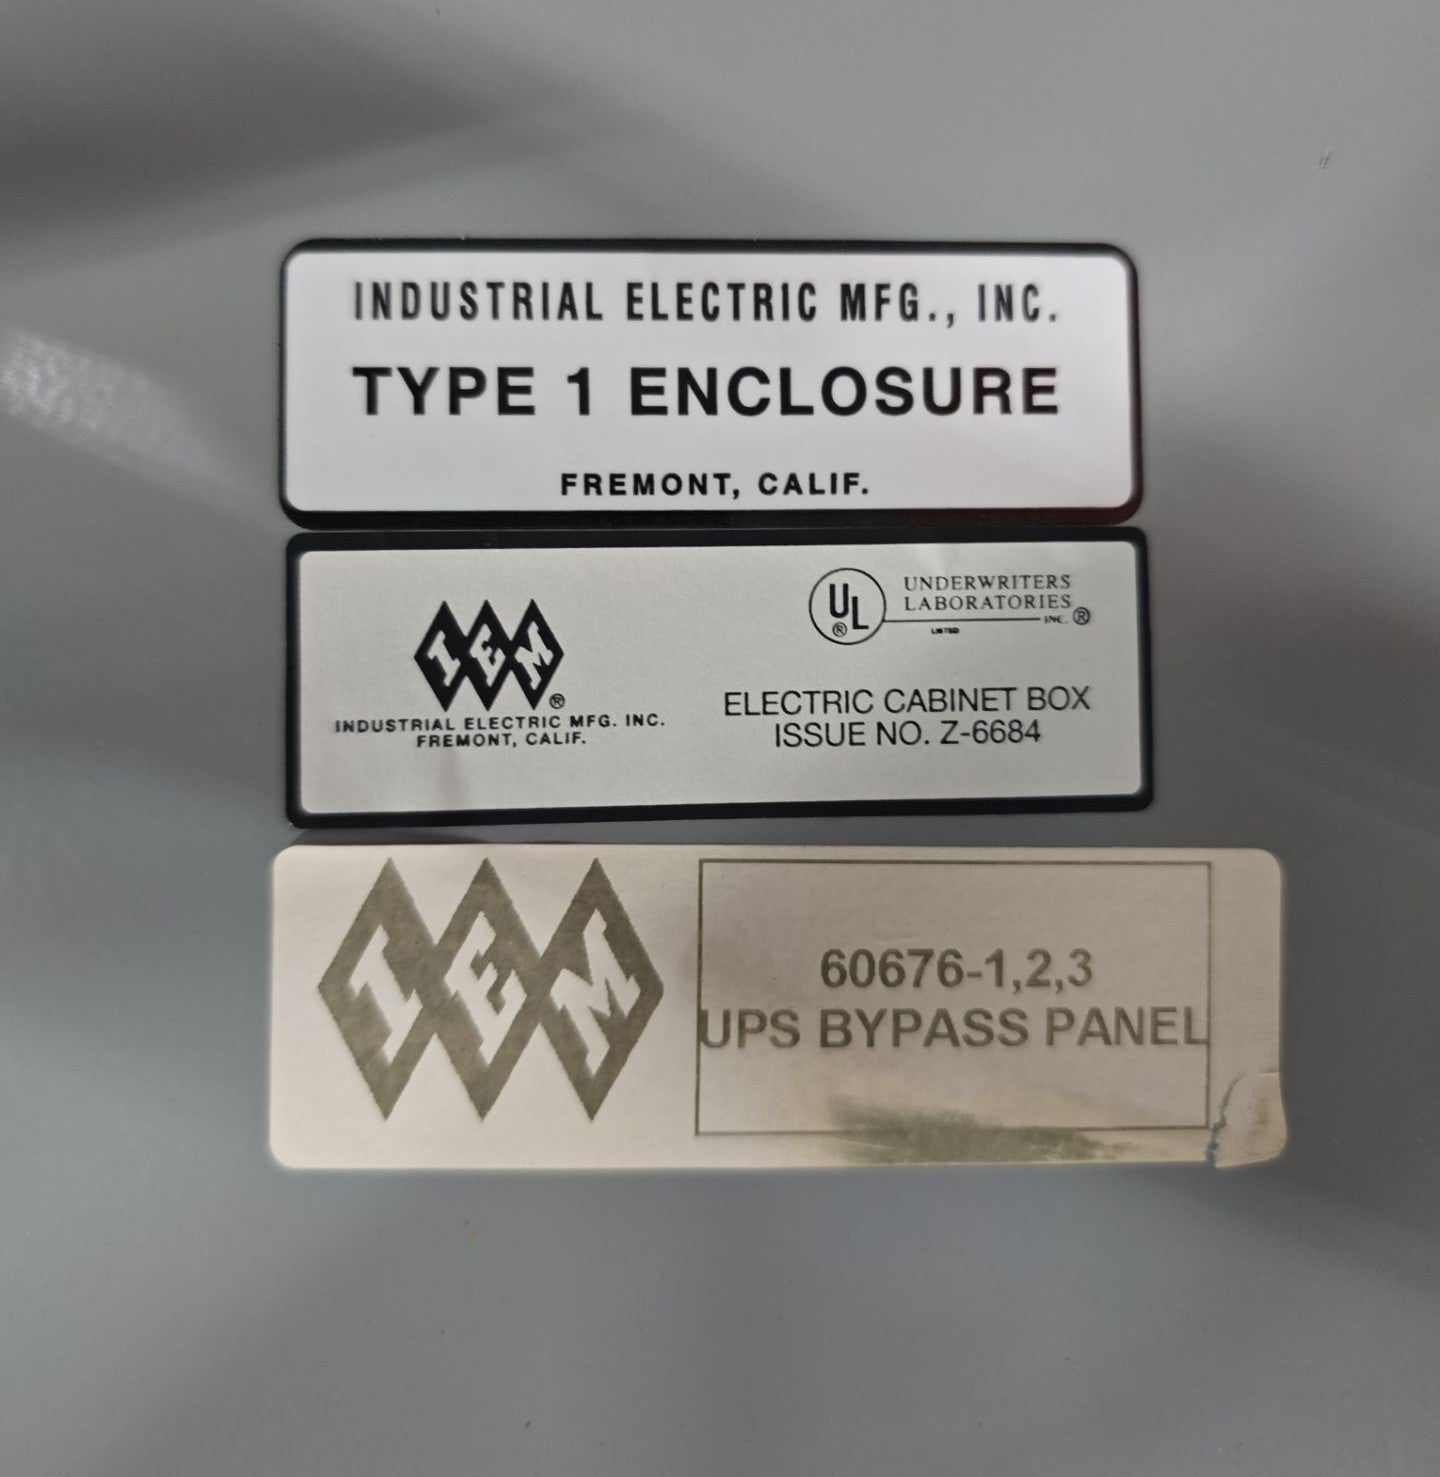 INDUSTRIAL ELECTRIC MFG., INC.
TYPE 1 ENCLOSURE
FREMONT, CALIF.
IEM®
INDUSTRIAL ELECTRIC MFG. INC.
FREMONT, CALIF.
UL®
UNDERWRITERS
LABORATORIES
INC.®
LISTED
ELECTRIC CABINET BOX
ISSUE NO. Z-6684
IEM
60676-1,2,3
UPS BYPASS PANEL